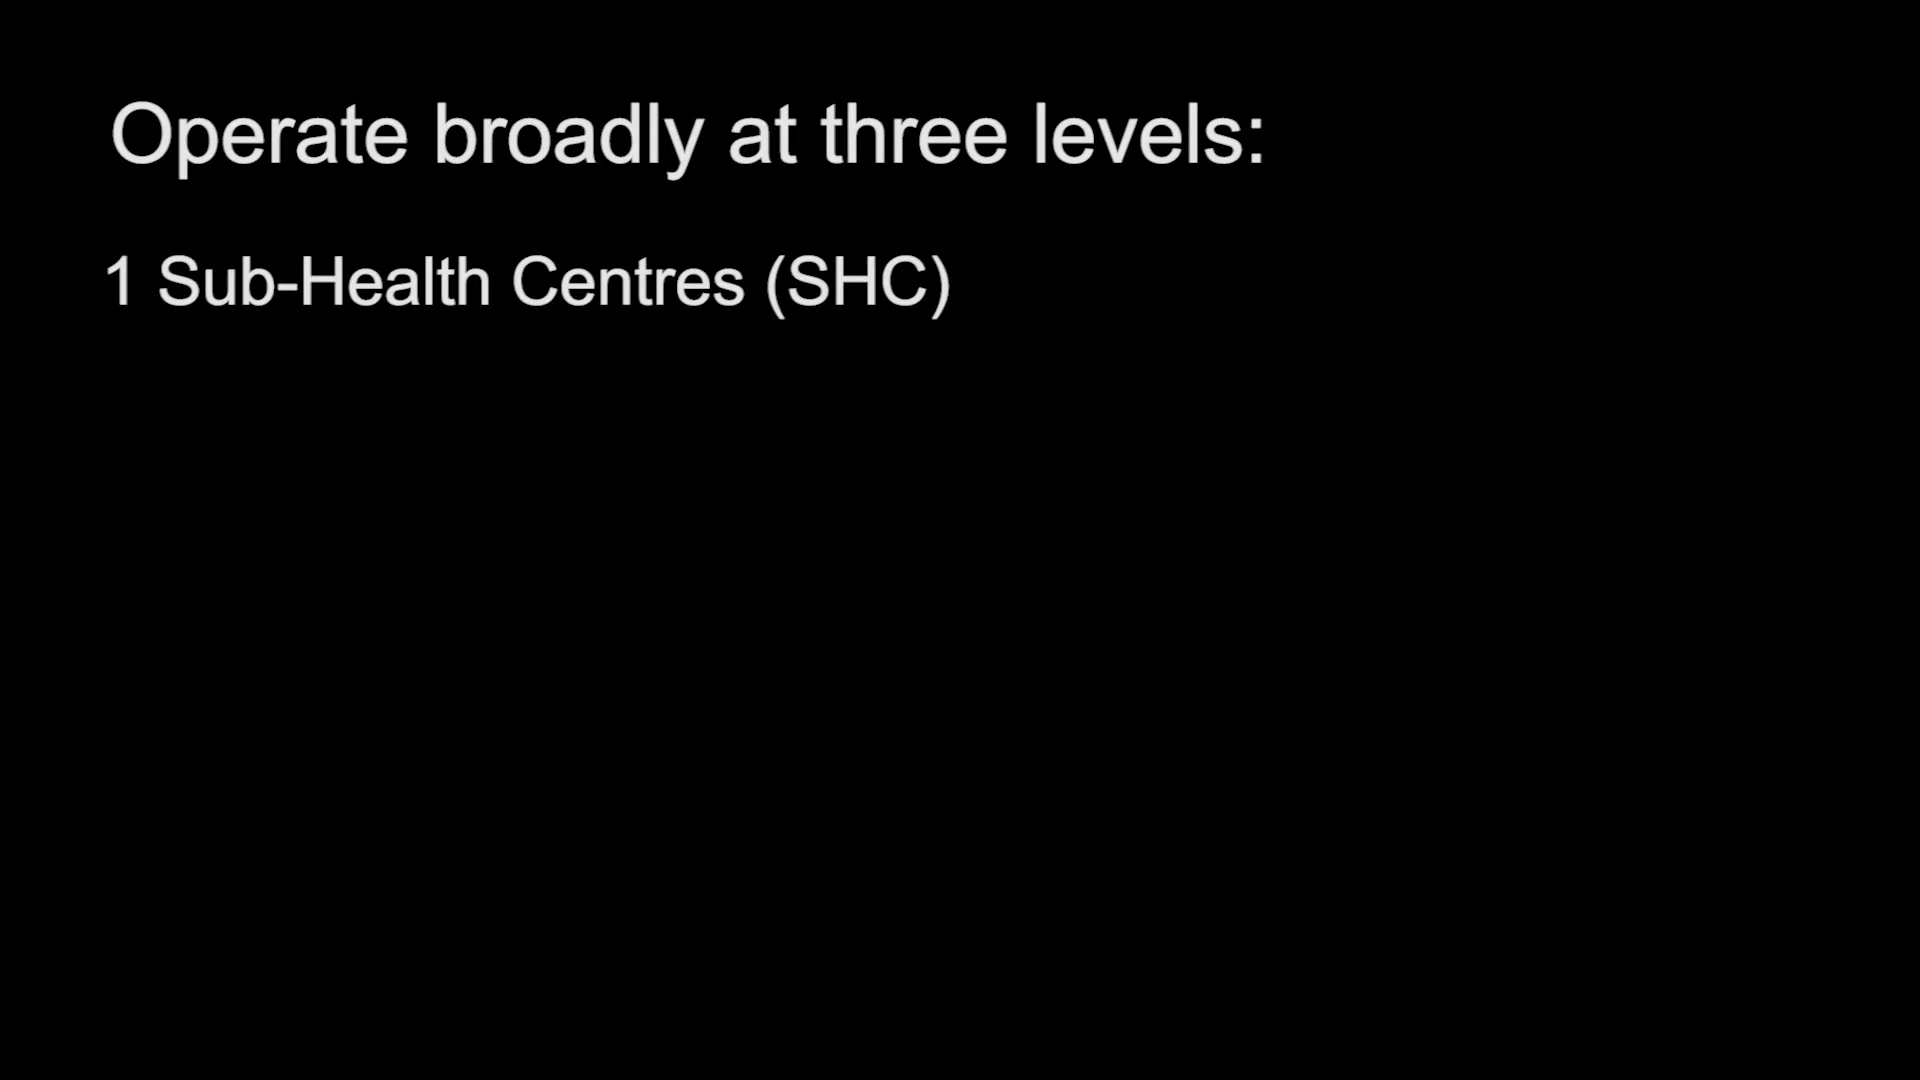 Operate broadly at three levels:
1 Sub-Health Centres (SHC)